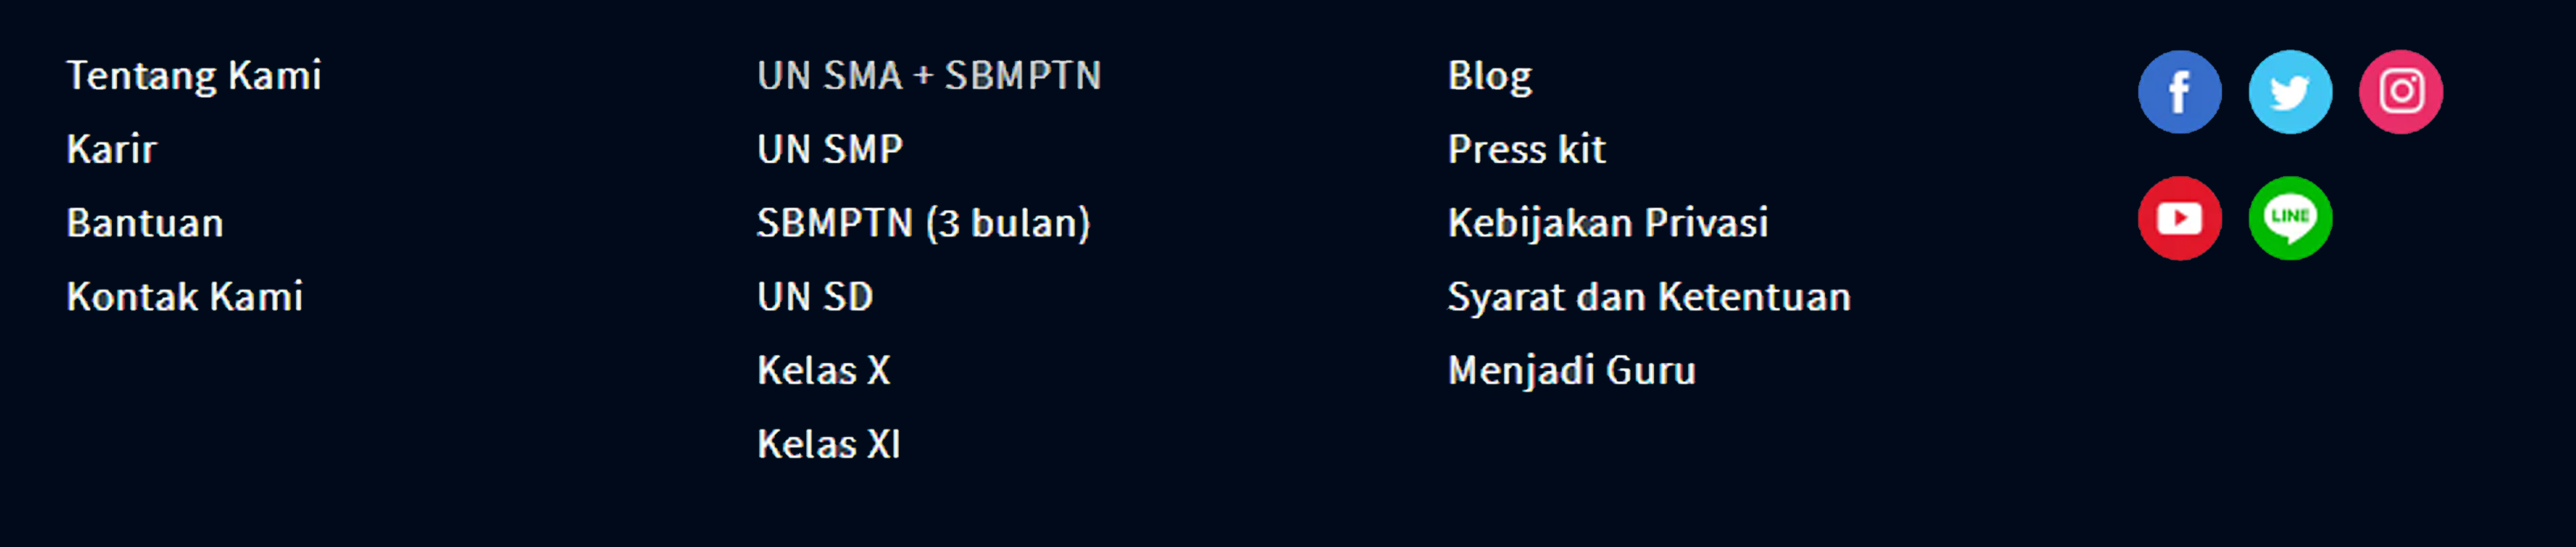 Tentang Kami
Karir
Bantuan
Kontak Kami
UN SMA + SBMPTN
UN SMP
SBMPTN (3 bulan)
UN SD
Kelas X
Kelas XI
Blog
Press kit
Kebijakan Privasi
Syarat dan Ketentuan
Menjadi Guru
LINE